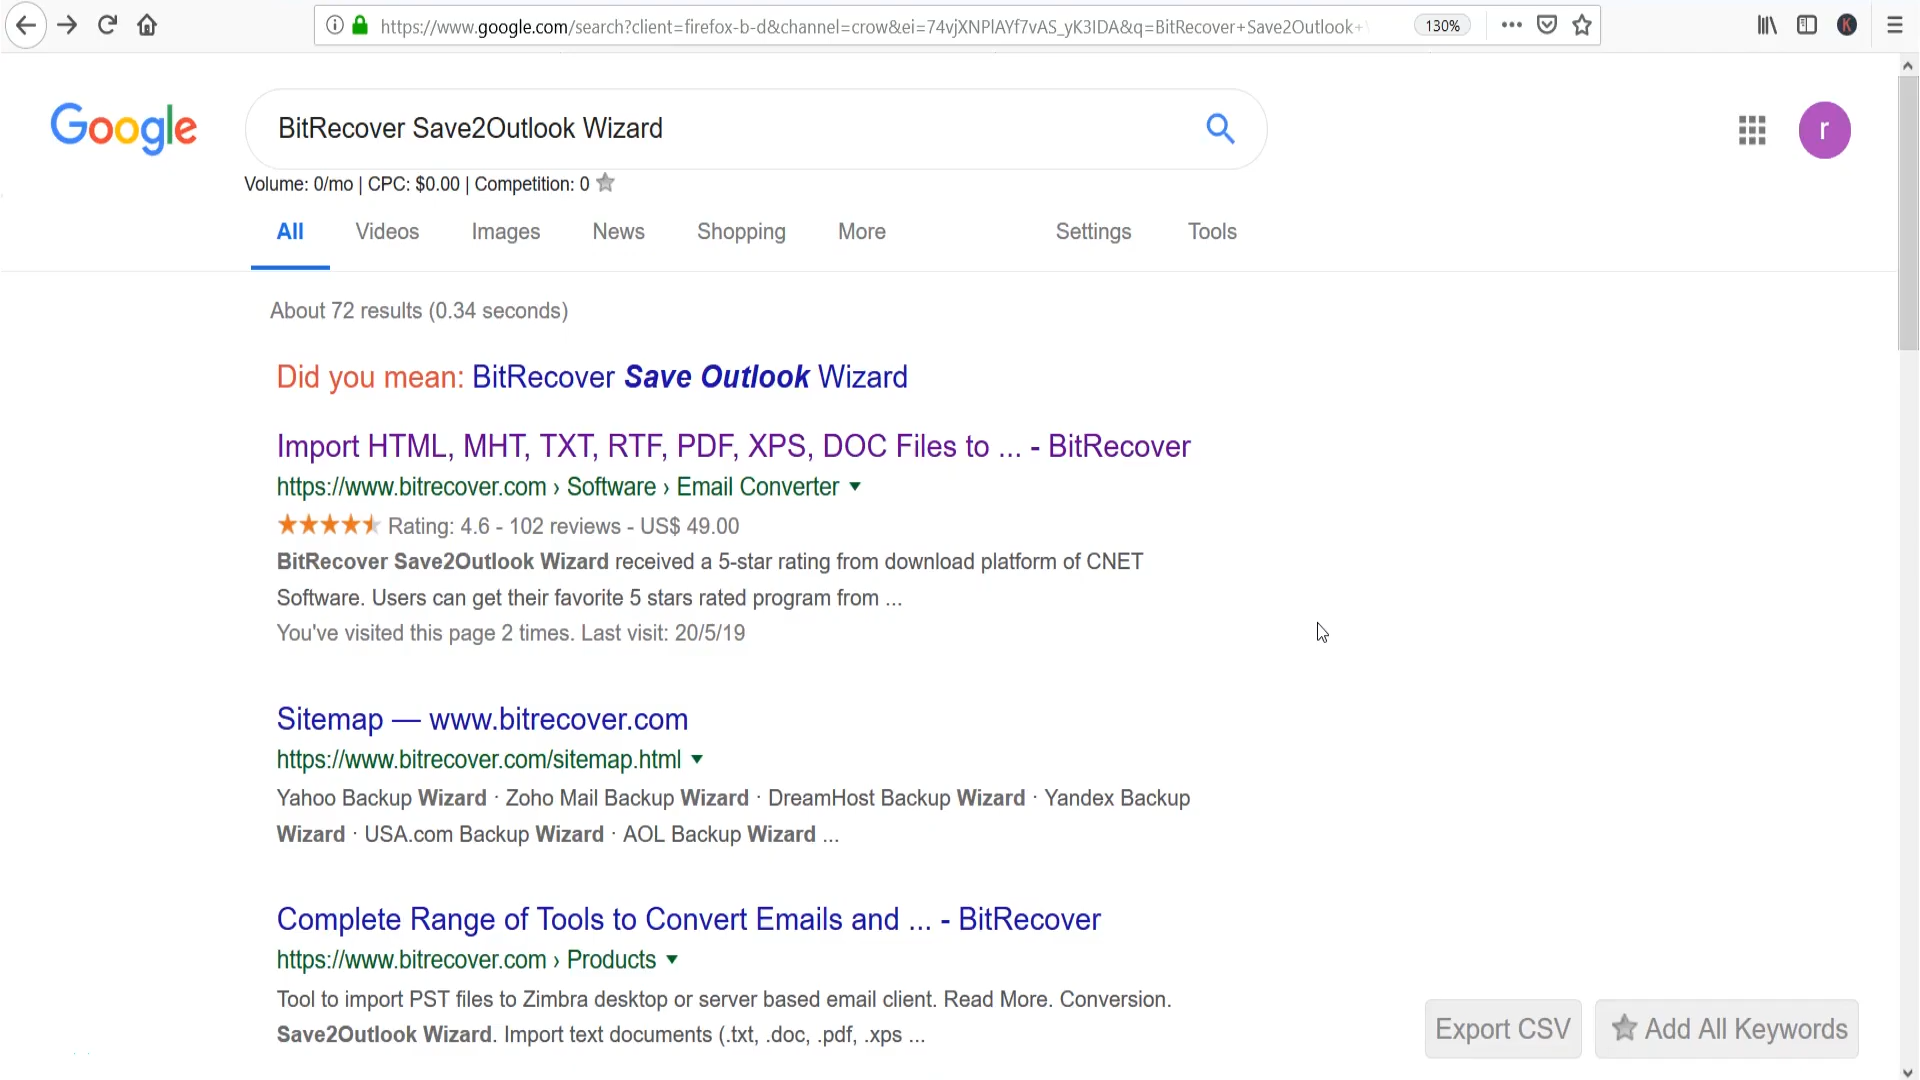 https://www.google.com/search?client=firefox-b-d&channel=crow&ei=74vjXNPlAYf7vAS_yK3IDA&q=BitRecover+Save2Outlook+
130%
K
Google
BitRecover Save2Outlook Wizard
r
Volume: 0/mo | CPC: $0.00 | Competition: 0
All Videos Images News Shopping More Settings Tools
About 72 results (0.34 seconds)
Did you mean: BitRecover Save Outlook Wizard
Import HTML, MHT, TXT, RTF, PDF, XPS, DOC Files to ... - BitRecover
https://www.bitrecover.com › Software › Email Converter
Rating: 4.6 - 102 reviews - US$ 49.00
BitRecover Save2Outlook Wizard received a 5-star rating from download platform of CNET
Software. Users can get their favorite 5 stars rated program from ...
You've visited this page 2 times. Last visit: 20/5/19
Sitemap — www.bitrecover.com
https://www.bitrecover.com/sitemap.html
Yahoo Backup Wizard · Zoho Mail Backup Wizard · DreamHost Backup Wizard · Yandex Backup
Wizard · USA.com Backup Wizard · AOL Backup Wizard ...
Complete Range of Tools to Convert Emails and ... - BitRecover
https://www.bitrecover.com › Products
Tool to import PST files to Zimbra desktop or server based email client. Read More. Conversion.
Save2Outlook Wizard. Import text documents (.txt, .doc, .pdf, .xps ...
Export CSV
Add All Keywords